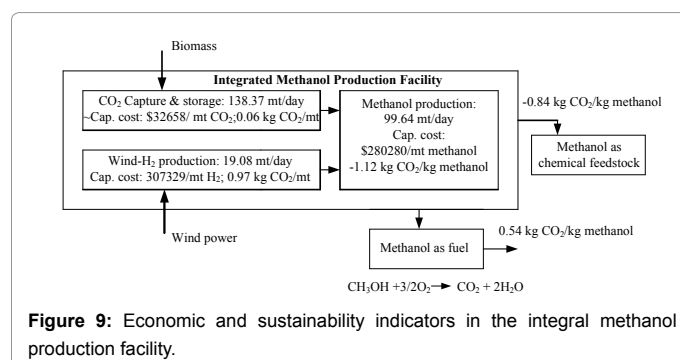 Biomass
Integrated Methanol Production Facility
CO₂ Capture & storage: 138.37 mt/day
~Cap. cost: $32658/ mt CO₂;0.06 kg CO₂/mt
Wind-H₂ production: 19.08 mt/day
Cap. cost: 307329/mt H₂; 0.97 kg CO₂/mt
Wind power
Methanol production:
99.64 mt/day
Cap. cost:
$280280/mt methanol
-1.12 kg CO₂/kg methanol
-0.84 kg CO₂/kg methanol
Methanol as
chemical feedstock
Methanol as fuel
0.54 kg CO₂/kg methanol
CH₃OH +3/2O₂→ CO₂ + 2H₂O
Figure 9: Economic and sustainability indicators in the integral methanol
production facility.